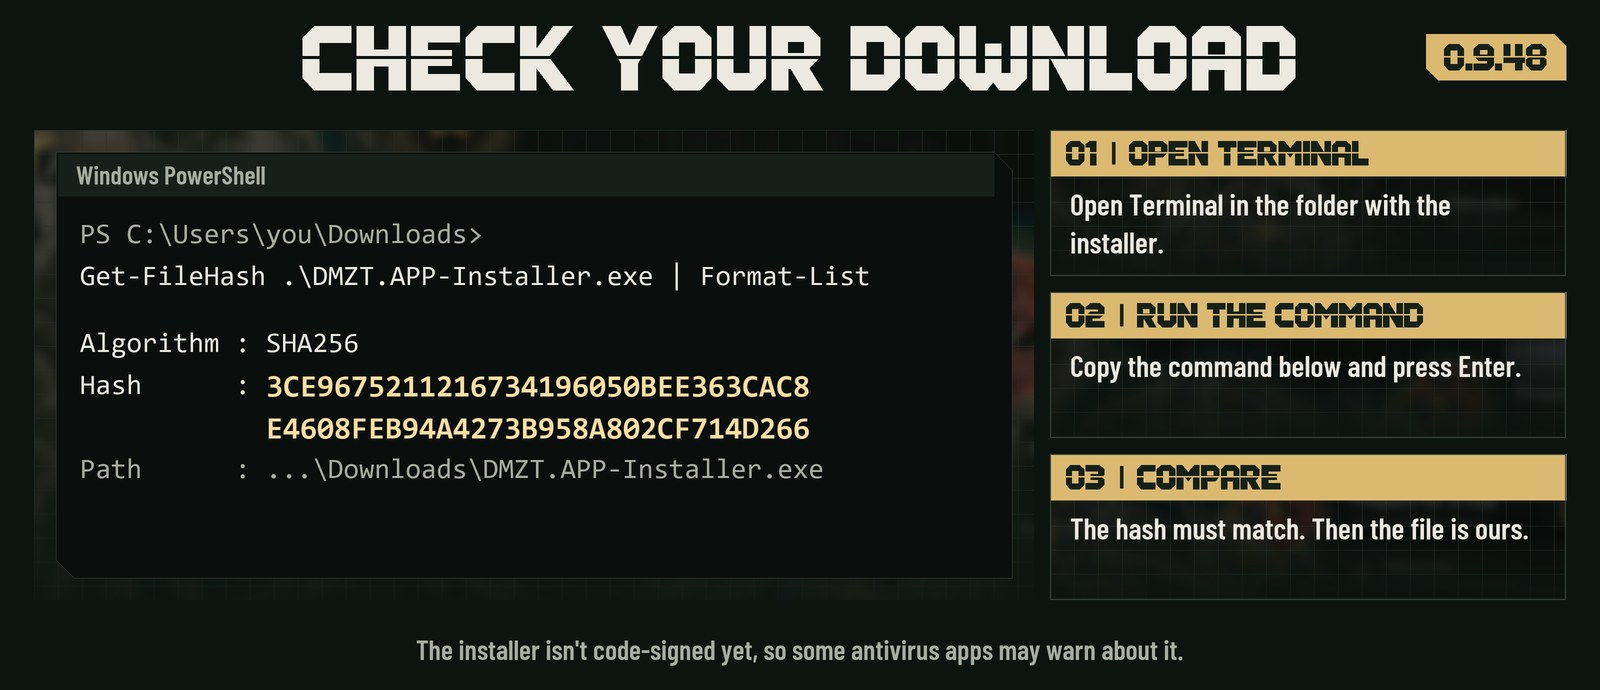 CHECK YOUR DOWNLOAD
0.9.48
Windows PowerShell
PS C:\Users\you\Downloads>
Get-FileHash .\DMZT.APP-Installer.exe | Format-List
Algorithm : SHA256
Hash : 3CE9675211216734196050BEE363CAC8
E4608FEB94A4273B958A802CF714D266
Path : ...\Downloads\DMZT.APP-Installer.exe
01 | OPEN TERMINAL
Open Terminal in the folder with the
installer.
02 | RUN THE COMMAND
Copy the command below and press Enter.
03 | COMPARE
The hash must match. Then the file is ours.
The installer isn't code-signed yet, so some antivirus apps may warn about it.